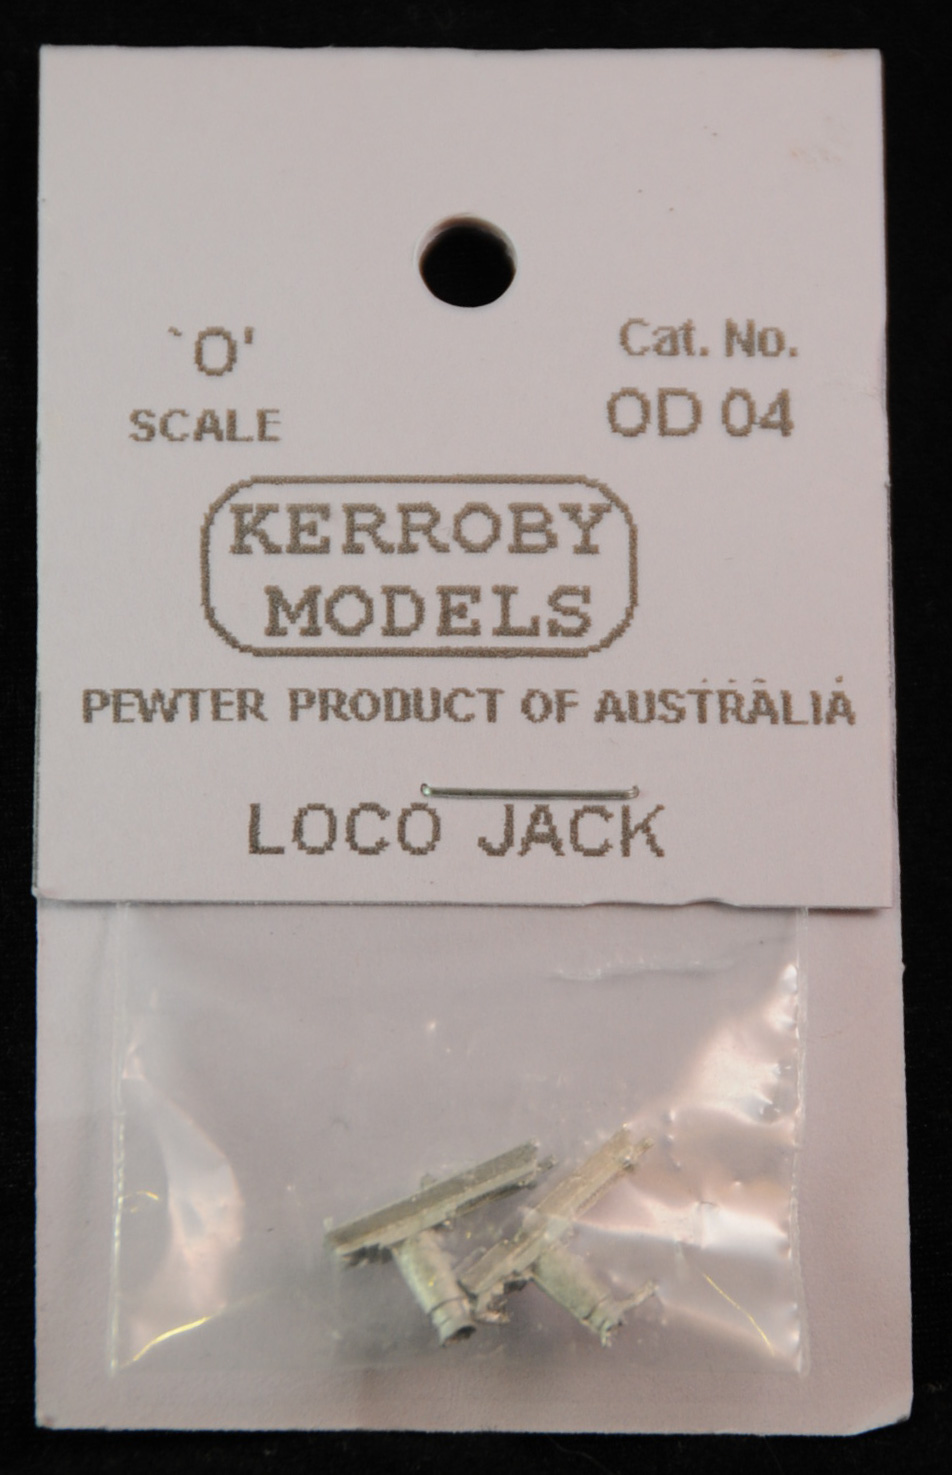 `O'
SCALE
Cat. No.
OD 04
KERROBY
MODELS
PEWTER PRODUCT OF AUSTRALIA
LOCO JACK